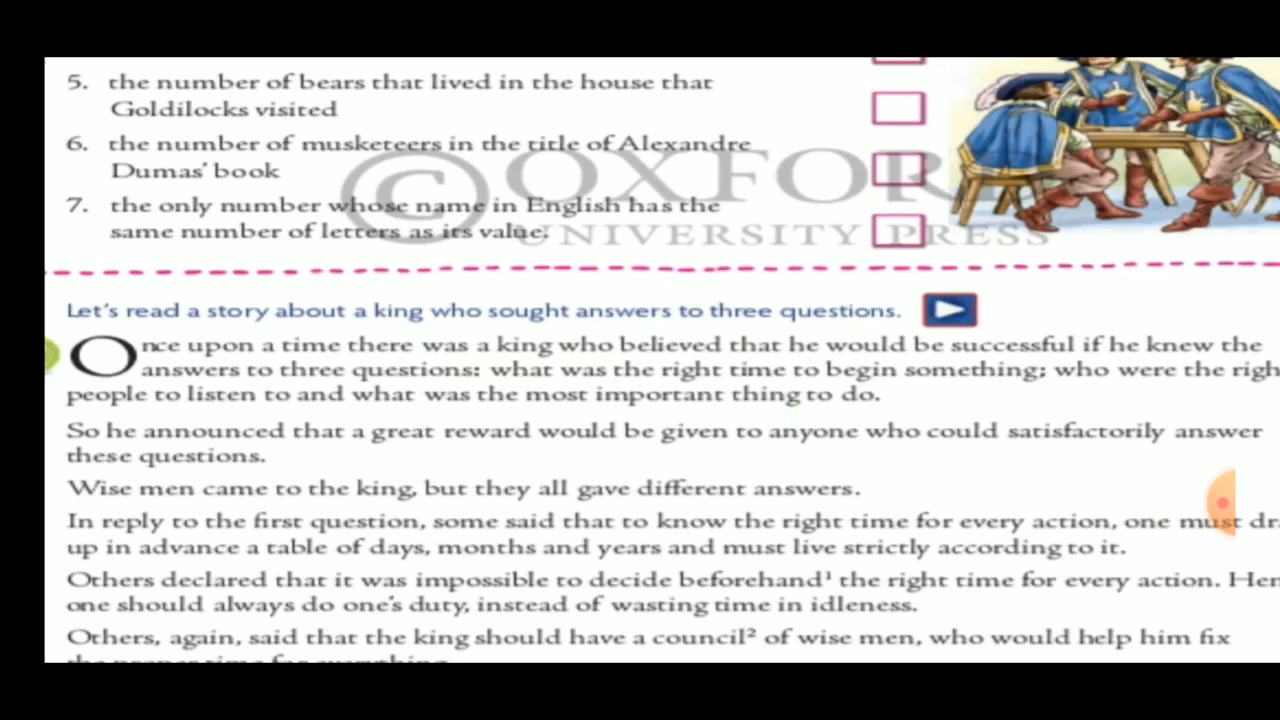 5. the number of bears that lived in the house that
Goldilocks visited
6. the number of musketeers in the title of Alexandre
Dumas' book
7. the only number whose name in English has the
same number of letters as its value.
© OXFOR
UNIVERSITY PRESS
Let's read a story about a king who sought answers to three questions.
Once upon a time there was a king who believed that he would be successful if he knew the
answers to three questions: what was the right time to begin something; who were the righ
people to listen to and what was the most important thing to do.
So he announced that a great reward would be given to anyone who could satisfactorily answer
these questions.
Wise men came to the king, but they all gave different answers.
In reply to the first question, some said that to know the right time for every action, one must dr
up in advance a table of days, months and years and must live strictly according to it.
Others declared that it was impossible to decide beforehand¹ the right time for every action. Hen
one should always do one's duty, instead of wasting time in idleness.
Others, again, said that the king should have a council² of wise men, who would help him fix
the proper time for everything.